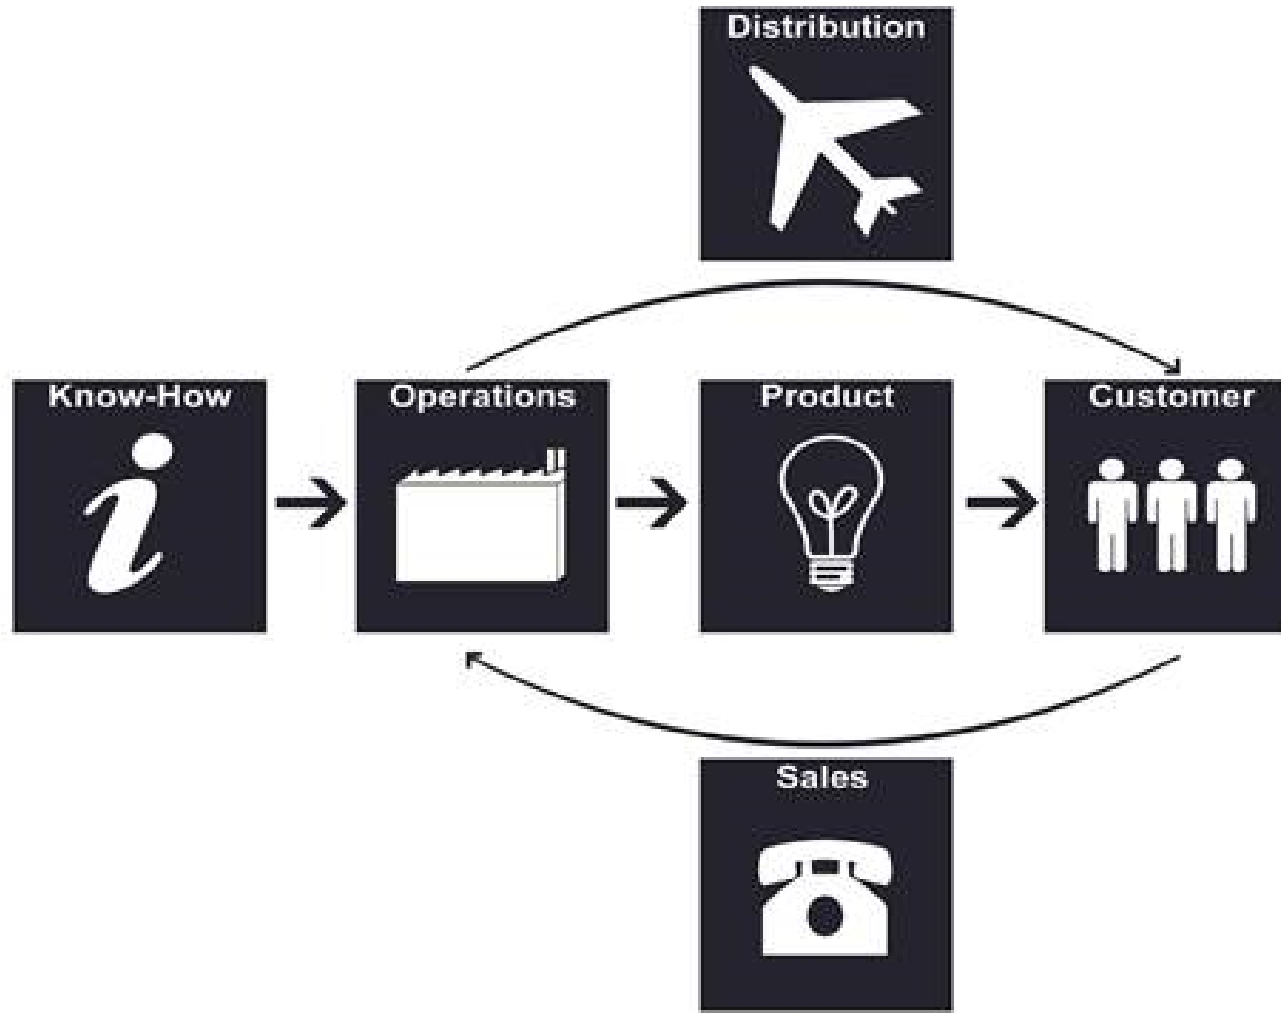 Distribution
Know-How
Operations
Product
Customer
Sales